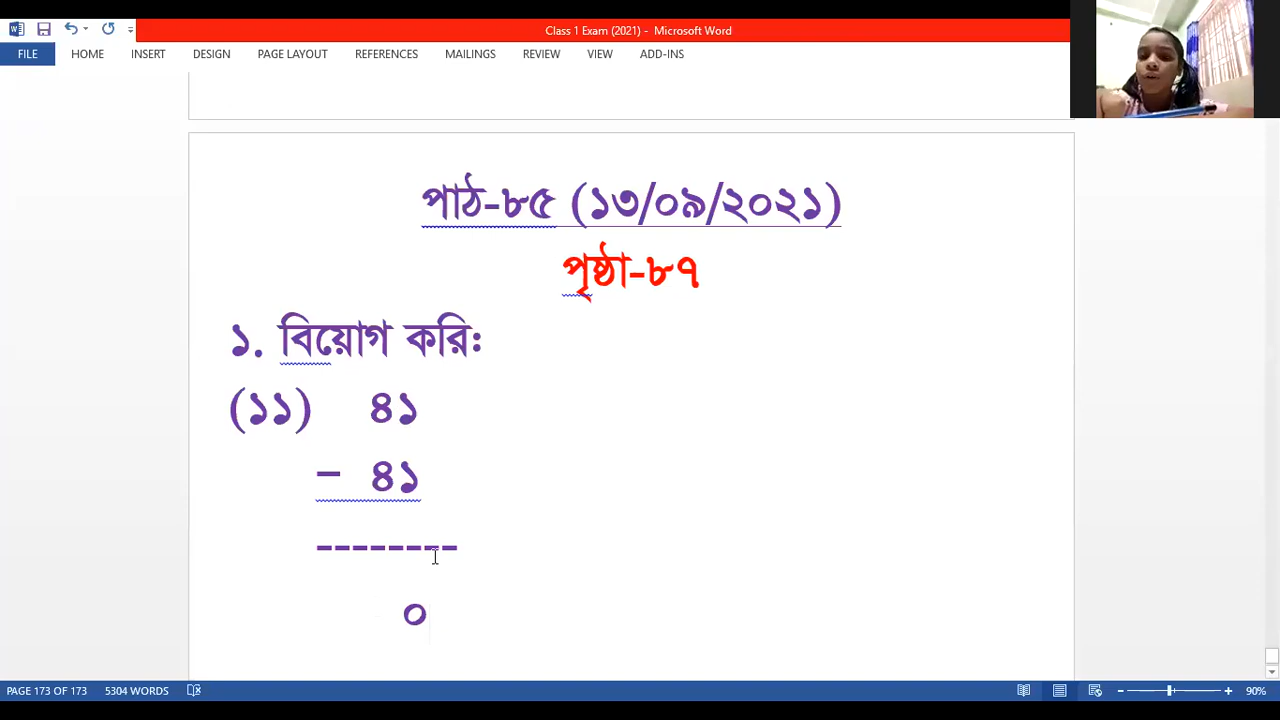 Class 1 Exam (2021) - Microsoft Word
FILE HOME INSERT DESIGN PAGE LAYOUT REFERENCES MAILINGS REVIEW VIEW ADD-INS
পাঠ-৮৫ (১৩/০৯/২০২১)
পৃষ্ঠা-৮৭
১. বিয়োগ করি:
(১১) ৪১
- ৪১
--------
০
PAGE 173 OF 173 5304 WORDS 90%